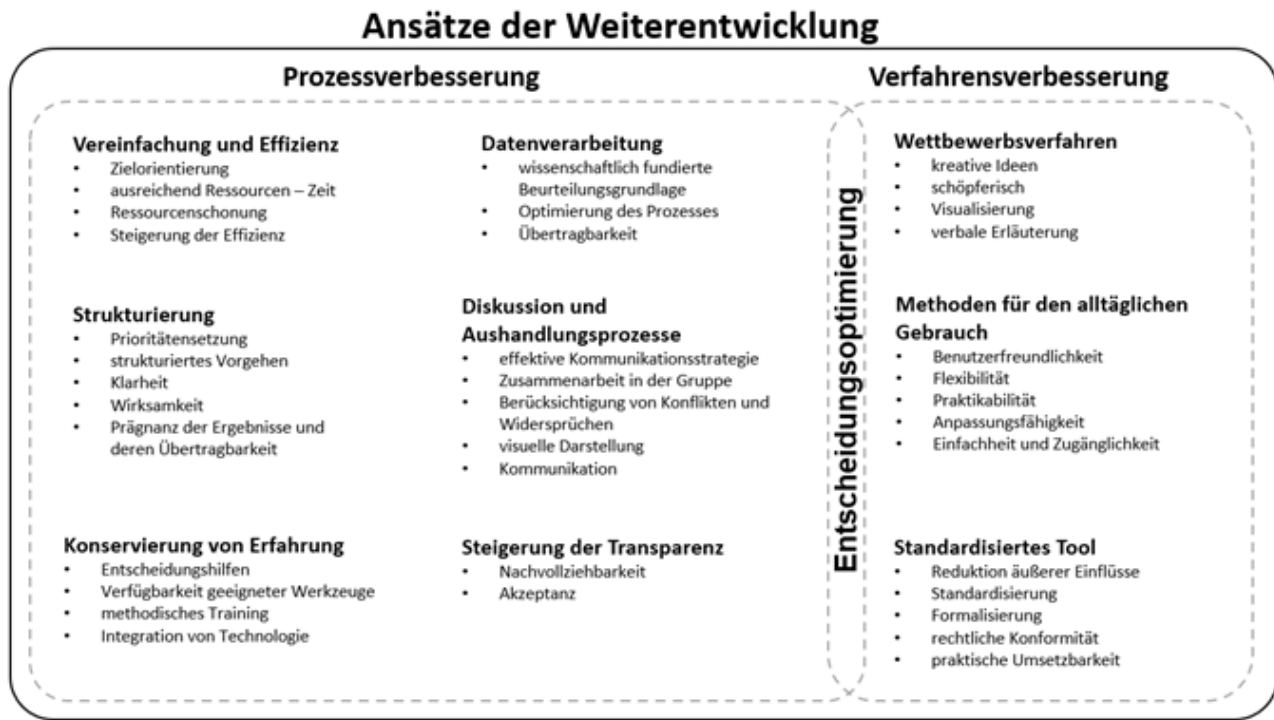 Ansätze der Weiterentwicklung
Prozessverbesserung
Vereinfachung und Effizienz
• Zielorientierung
• ausreichend Ressourcen – Zeit
• Ressourcenschonung
• Steigerung der Effizienz
Datenverarbeitung
• wissenschaftlich fundierte
Beurteilungsgrundlage
• Optimierung des Prozesses
• Übertragbarkeit
Strukturierung
• Prioritätensetzung
• strukturiertes Vorgehen
• Klarheit
• Wirksamkeit
• Prägnanz der Ergebnisse und
deren Übertragbarkeit
Diskussion und
Aushandlungsprozesse
• effektive Kommunikationsstrategie
• Zusammenarbeit in der Gruppe
• Berücksichtigung von Konflikten und
Widersprüchen
• visuelle Darstellung
• Kommunikation
Konservierung von Erfahrung
• Entscheidungshilfen
• Verfügbarkeit geeigneter Werkzeuge
• methodisches Training
• Integration von Technologie
Steigerung der Transparenz
• Nachvollziehbarkeit
• Akzeptanz
Entscheidungsoptimierung
Verfahrensverbesserung
Wettbewerbsverfahren
• kreative Ideen
• schöpferisch
• Visualisierung
• verbale Erläuterung
Methoden für den alltäglichen
Gebrauch
• Benutzerfreundlichkeit
• Flexibilität
• Praktikabilität
• Anpassungsfähigkeit
• Einfachheit und Zugänglichkeit
Standardisiertes Tool
• Reduktion äußerer Einflüsse
• Standardisierung
• Formalisierung
• rechtliche Konformität
• praktische Umsetzbarkeit